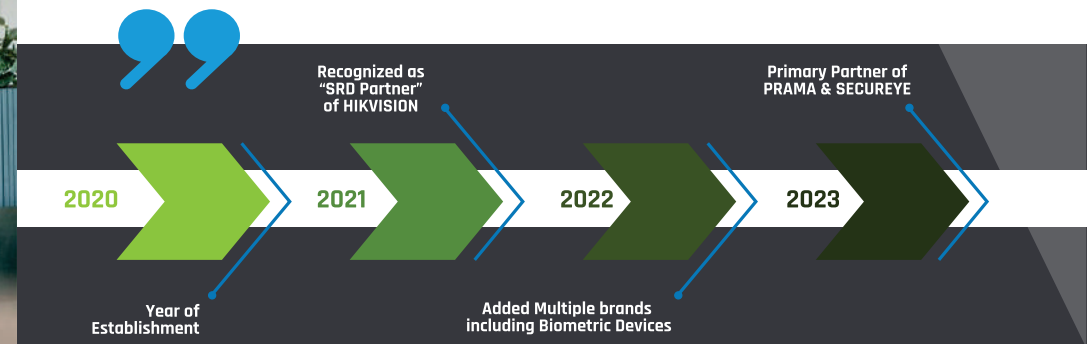 Recognized as
“SRD Partner”
of HIKVISION
Primary Partner of
PRAMA & SECUREYE
2020
2021
2022
2023
Year of
Establishment
Added Multiple brands
including Biometric Devices